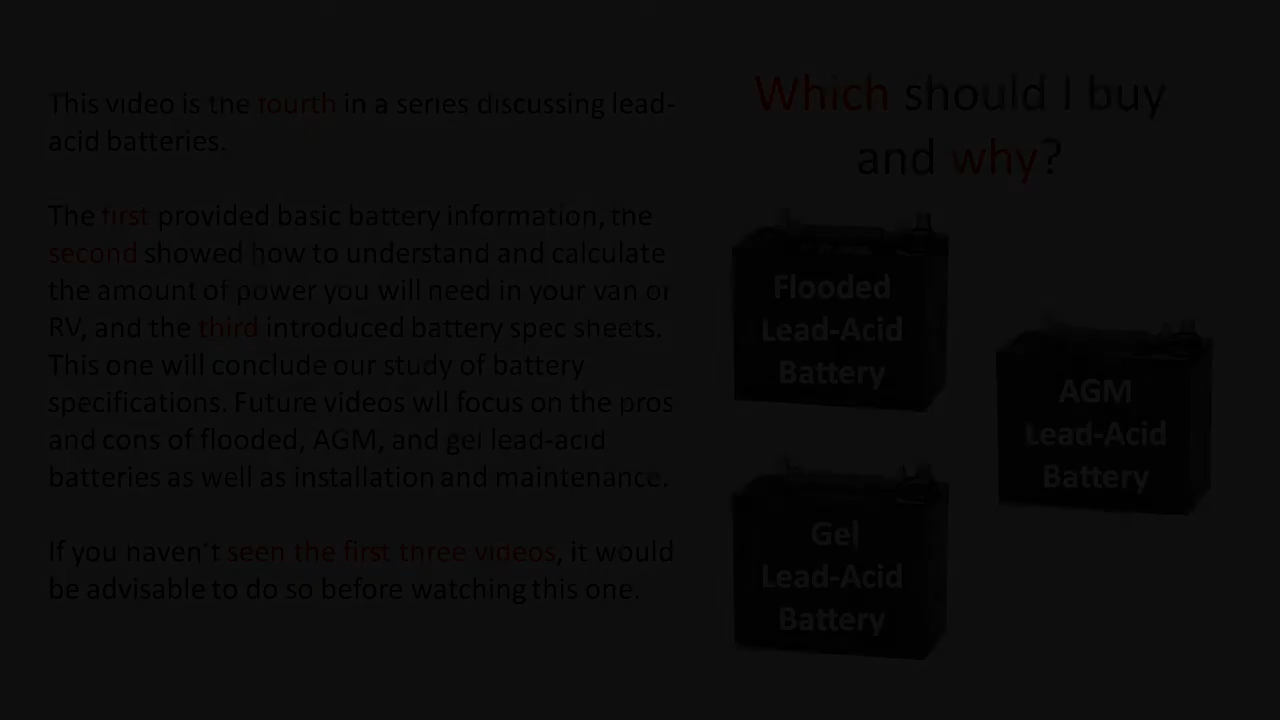 This video is the fourth in a series discussing lead-
acid batteries.
The first provided basic battery information, the
second showed how to understand and calculate
the amount of power you will need in your van or
RV, and the third introduced battery spec sheets.
This one will conclude our study of battery
specifications. Future videos wll focus on the pros
and cons of flooded, AGM, and gel lead-acid
batteries as well as installation and maintenance.
If you haven't seen the first three videos, it would
be advisable to do so before watching this one.
Which should I buy
and why?
Flooded
Lead-Acid
Battery
AGM
Lead-Acid
Battery
Gel
Lead-Acid
Battery